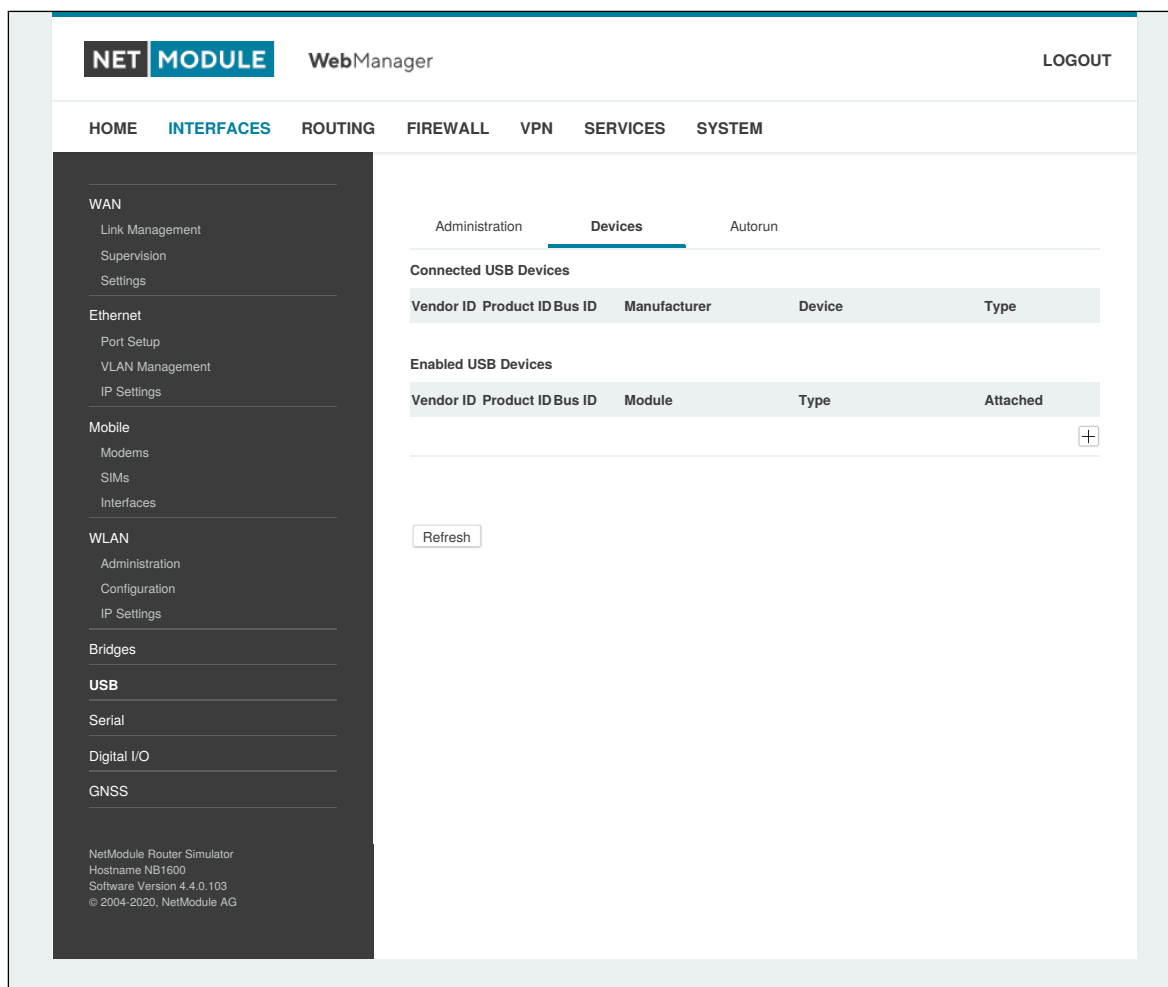 NET MODULE WebManager LOGOUT
HOME INTERFACES ROUTING FIREWALL VPN SERVICES SYSTEM
WAN
Link Management
Supervision
Settings
Ethernet
Port Setup
VLAN Management
IP Settings
Mobile
Modems
SIMs
Interfaces
WLAN
Administration
Configuration
IP Settings
Bridges
USB
Serial
Digital I/O
GNSS
NetModule Router Simulator
Hostname NB1600
Software Version 4.4.0.103
© 2004-2020, NetModule AG
Administration Devices Autorun
Connected USB Devices
Vendor ID Product ID Bus ID Manufacturer Device Type
Enabled USB Devices
Vendor ID Product ID Bus ID Module Type Attached
Refresh